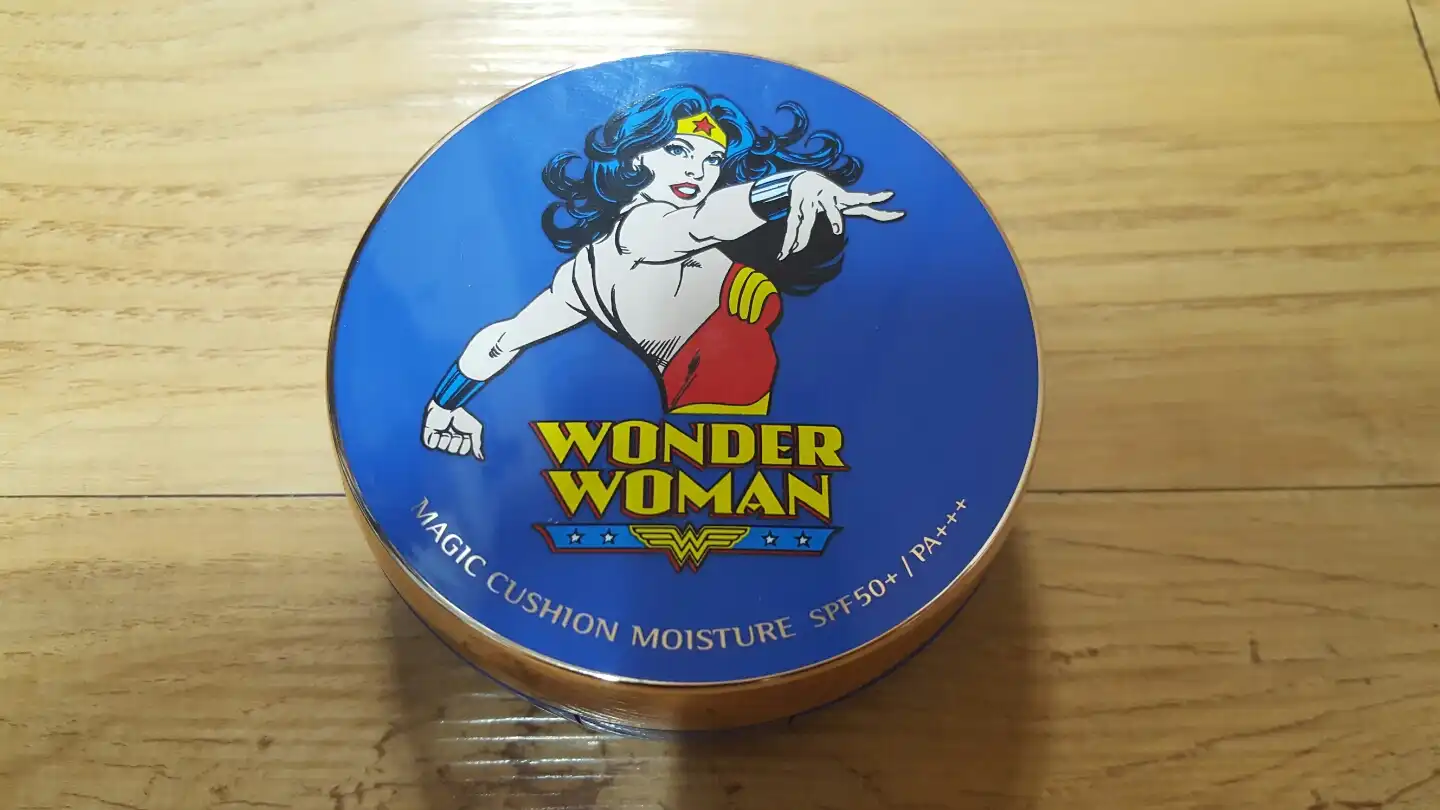 WONDER
WOMAN
MAGIC CUSHION MOISTURE SPF50+ / PA+++